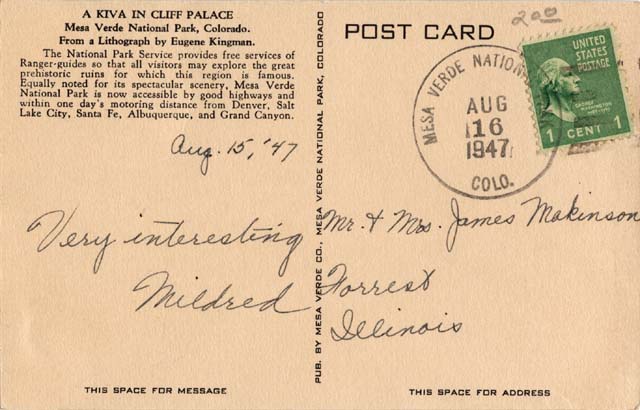 A KIVA IN CLIFF PALACE
Mesa Verde National Park, Colorado.
From a Lithograph by Eugene Kingman.
The National Park Service provides free services of
Ranger-guides so that all visitors may explore the great
prehistoric ruins for which this region is famous.
Equally noted for its spectacular scenery, Mesa Verde
National Park is now accessible by good highways and
within one day's motoring distance from Denver, Salt
Lake City, Santa Fe, Albuquerque, and Grand Canyon.
Aug. 15, '47
Very interesting
Mildred
THIS SPACE FOR MESSAGE
PUB. BY MESA VERDE CO., MESA VERDE NATIONAL PARK, COLORADO
POST CARD
2.00
MESA VERDE NATION
AUG
16
1947
COLO.
UNITED
STATES
POSTAGE
GEORGE
WASHINGTON
1 CENT 1
Mr. & Mrs. James Makinson
Forrest
Illinois
THIS SPACE FOR ADDRESS